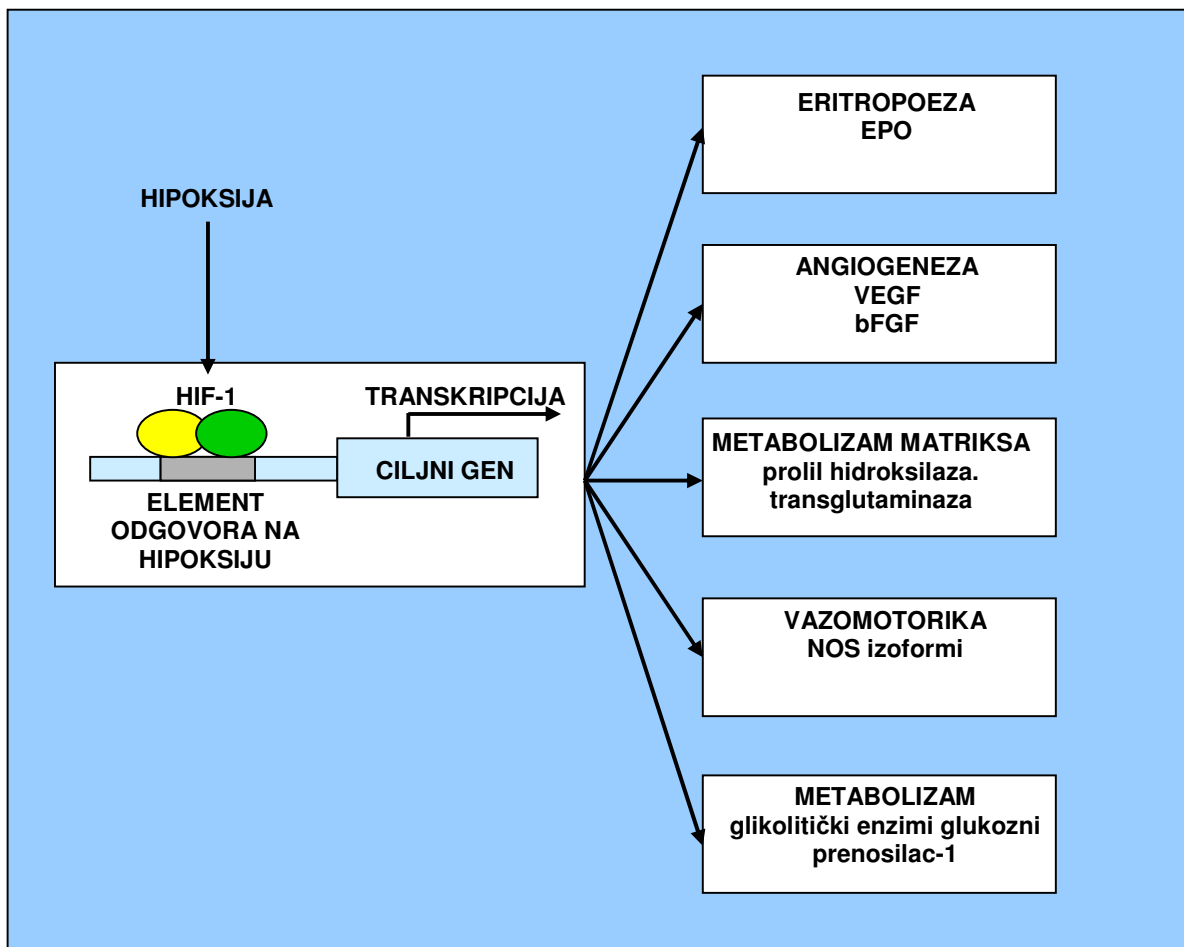 HIPOKSIJA
HIF-1
TRANSKRIPCIJA
CILJNI GEN
ELEMENT
ODGOVORA NA
HIPOKSIJU
ERITROPOEZA
EPO
ANGIOGENEZA
VEGF
bFGF
METABOLIZAM MATRIKSA
prolil hidroksilaza.
transglutaminaza
VAZOMOTORIKA
NOS izoformi
METABOLIZAM
glikolitički enzimi glukozni
prenosilac-1